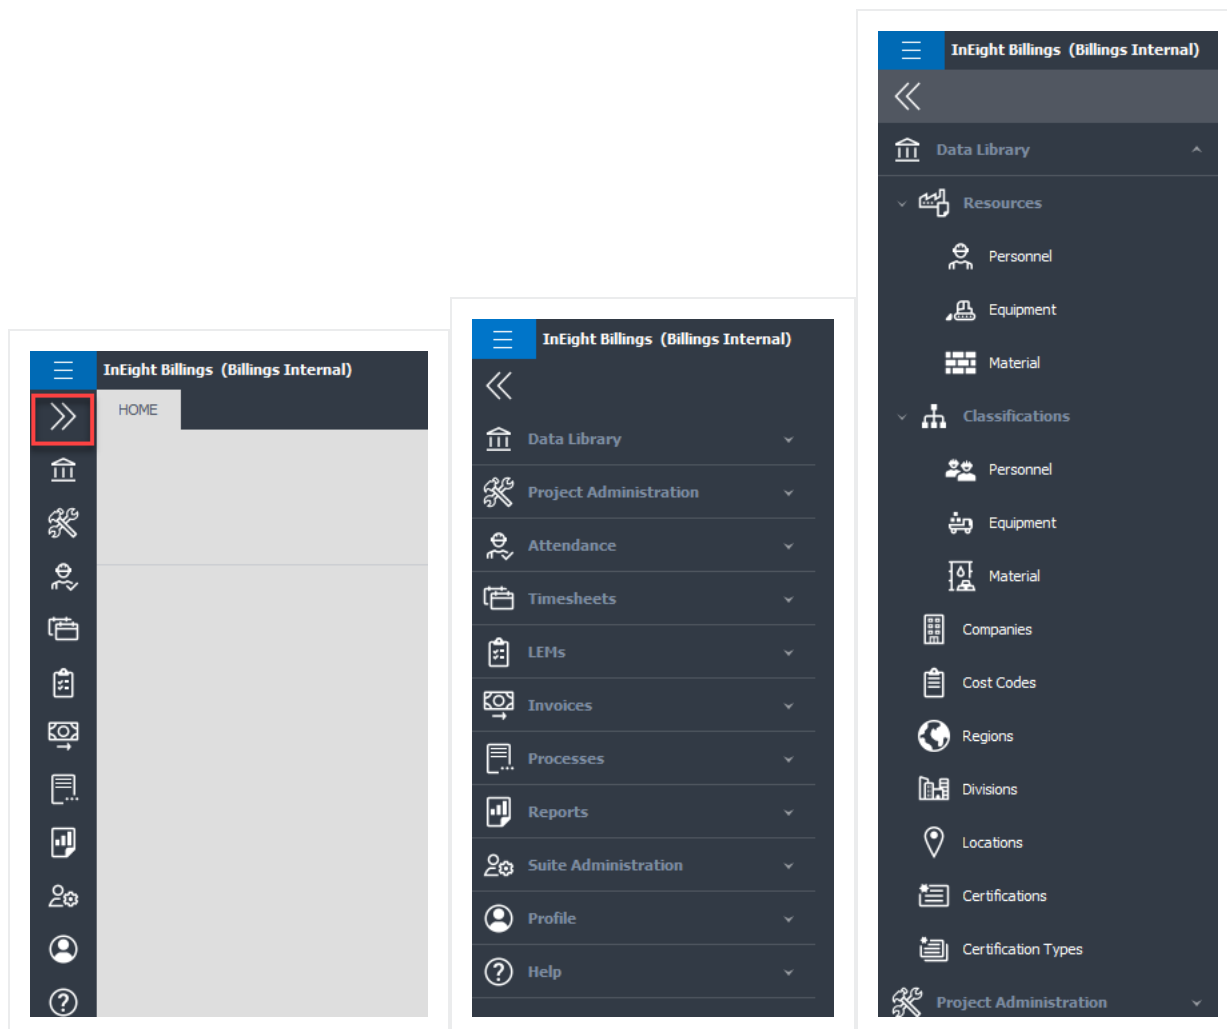 InEight Billings (Billings Internal)
HOME
InEight Billings (Billings Internal)
Data Library
Project Administration
Attendance
Timesheets
LEMs
Invoices
Processes
Reports
Suite Administration
Profile
Help
InEight Billings (Billings Internal)
Data Library
Resources
Personnel
Equipment
Material
Classifications
Personnel
Equipment
Material
Companies
Cost Codes
Regions
Divisions
Locations
Certifications
Certification Types
Project Administration